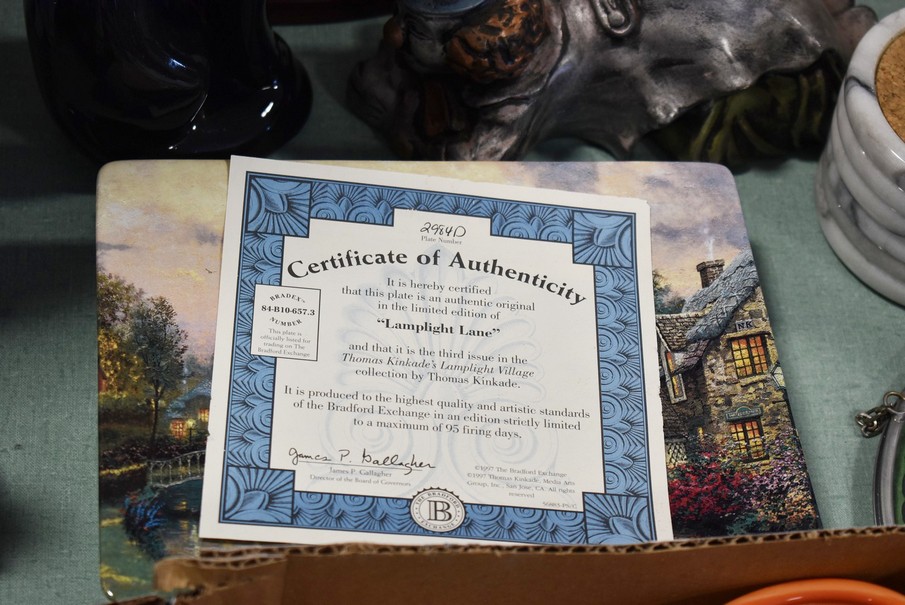 2984D
Plate Number
Certificate of Authenticity
It is hereby certified
that this plate is an authentic original
in the limited edition of
“Lamplight Lane”
and that it is the third issue in the
Thomas Kinkade's Lamplight Village
collection by Thomas Kinkade.
It is produced to the highest quality and artistic standards
of the Bradford Exchange in an edition strictly limited
to a maximum of 95 firing days.
BRADEX
84-B10-657.3
NUMBER
This plate is
officially listed for
trading on The
Bradford Exchange
James P. Gallagher
James P. Gallagher
Director of the Board of Governors
©1997 The Bradford Exchange
©1997 Thomas Kinkade, Media Arts
Group, Inc., San Jose, CA. All rights
reserved
THE BRADFORD
B
EXCHANGE
NK